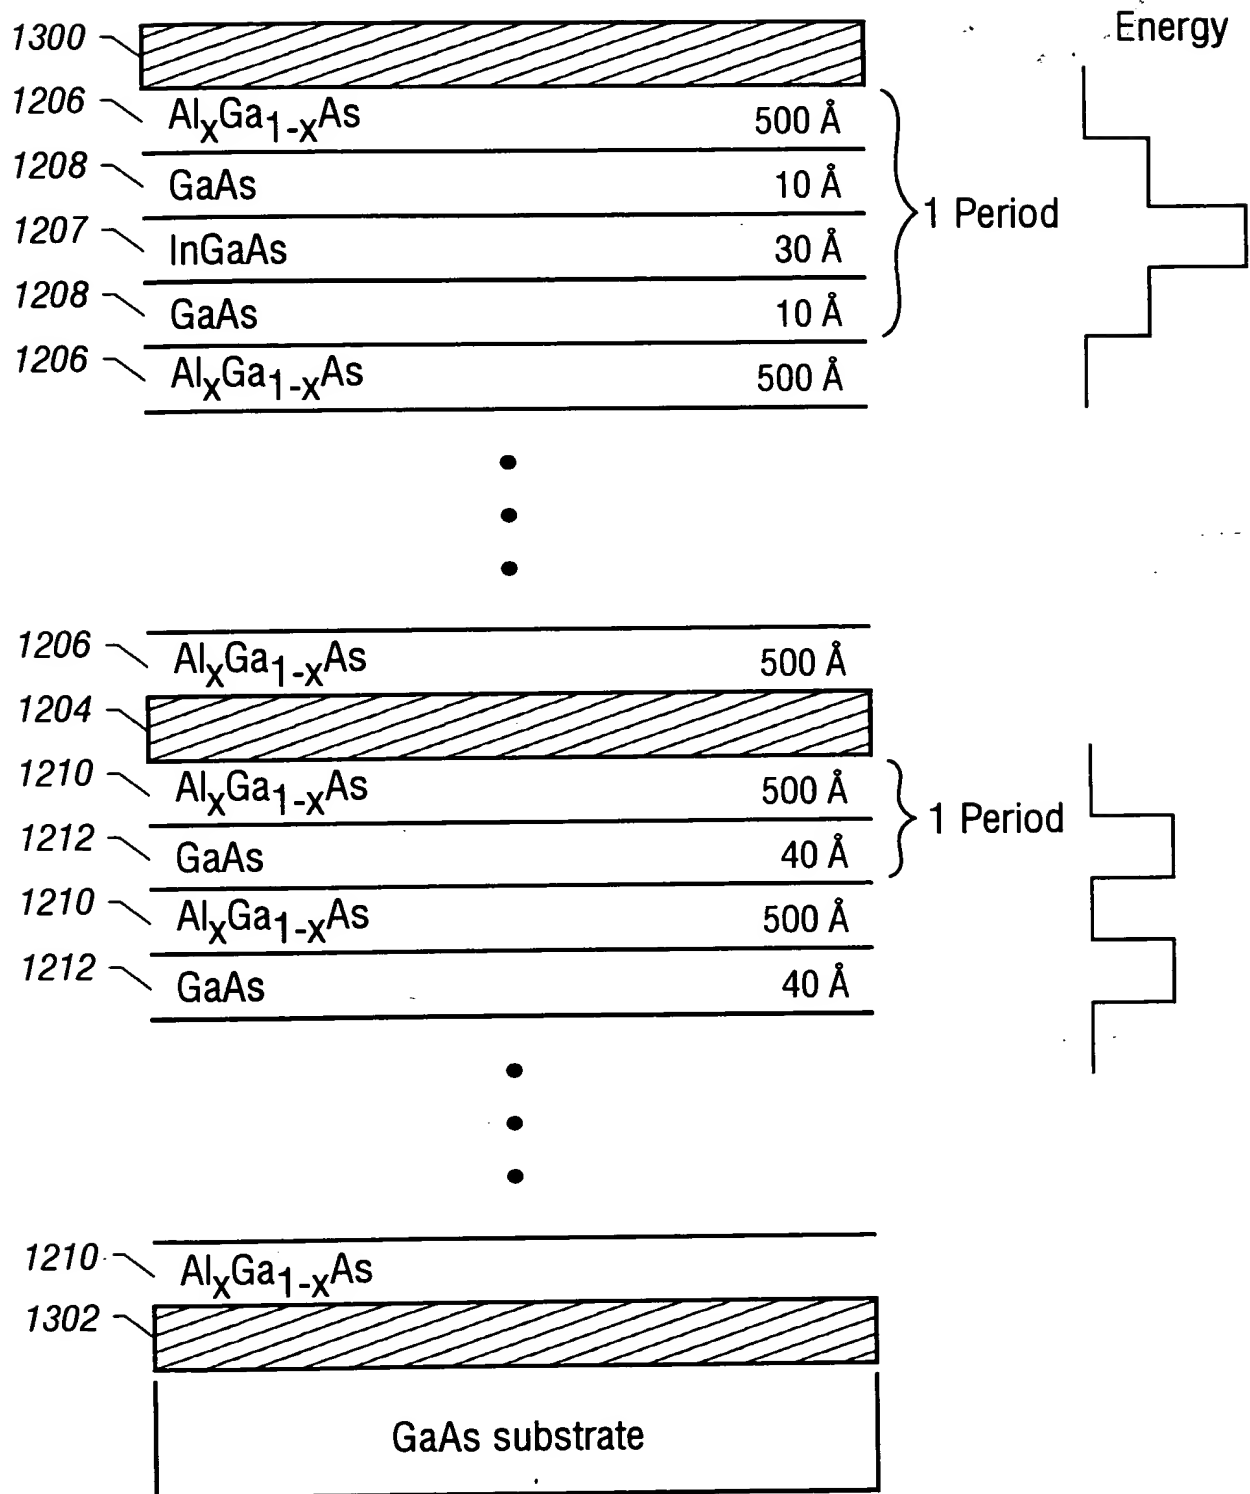 Energy
1300
1206 AlxGa1-xAs 500 Å
1208 GaAs 10 Å
1 Period
1207 InGaAs 30 Å
1208 GaAs 10 Å
1206 AlxGa1-xAs 500 Å
1206 AlxGa1-xAs 500 Å
1204
1210 AlxGa1-xAs 500 Å
1 Period
1212 GaAs 40 Å
1210 AlxGa1-xAs 500 Å
1212 GaAs 40 Å
1210 AlxGa1-xAs
1302
GaAs substrate